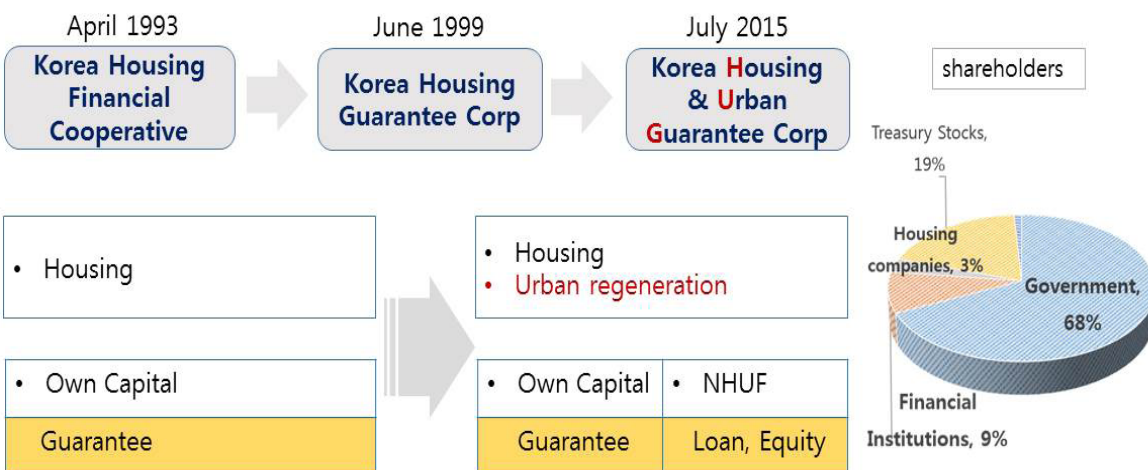 April 1993
Korea Housing
Financial
Cooperative
June 1999
Korea Housing
Guarantee Corp
July 2015
Korea Housing
& Urban
Guarantee Corp
shareholders
Treasury Stocks,
19%
Housing
companies, 3%
Government,
68%
Financial
Institutions, 9%
• Housing
• Housing
• Urban regeneration
• Own Capital
Guarantee
• Own Capital
• NHUF
Guarantee
Loan, Equity